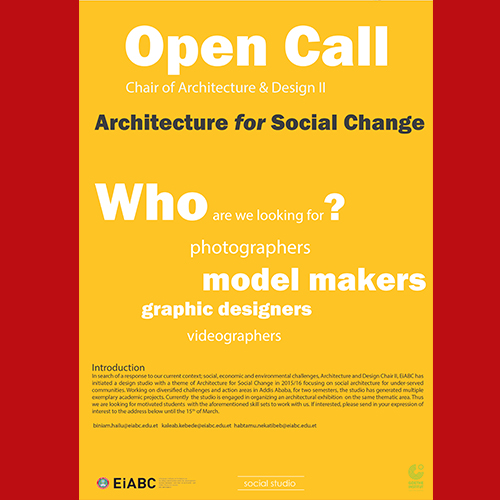 Open Call
Chair of Architecture & Design II
Architecture for Social Change
Who are we looking for ?
photographers
model makers
graphic designers
videographers
Introduction
In search of a response to our current context; social, economic and environmental challenges, Architecture and Design Chair II, EiABC has
initiated a design studio with a theme of Architecture for Social Change in 2015/16 focusing on social architecture for under-served
communities. Working on diversified challenges and action areas in Addis Ababa, for two semesters, the studio has generated multiple
exemplary academic projects. Currently the studio is engaged in organizing an architectural exhibition on the same thematic area. Thus
we are looking for motivated students with the aforementioned skill sets to work with us. If interested, please send in your expression of
interest to the address below until the 15th of March.
biniam.hailu@eiabc.edu.et kaleab.kebede@eiabc.edu.et habtamu.nekatibeb@eiabc.edu.et
EiABC
social studio